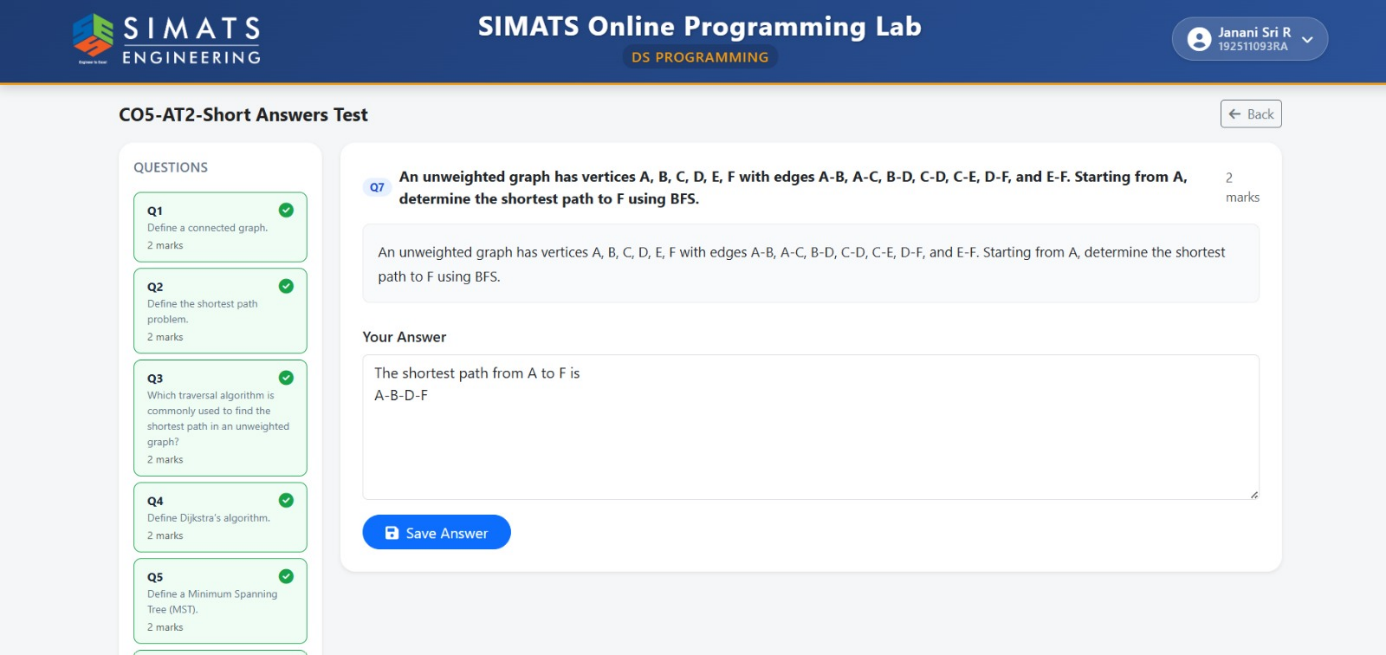 SIMATS
ENGINEERING
SIMATS Online Programming Lab
DS PROGRAMMING
Janani Sri R
192511093RA
CO5-AT2-Short Answers Test
← Back
QUESTIONS
Q1
Define a connected graph.
2 marks
Q2
Define the shortest path
problem.
2 marks
Q3
Which traversal algorithm is
commonly used to find the
shortest path in an unweighted
graph?
2 marks
Q4
Define Dijkstra's algorithm.
2 marks
Q5
Define a Minimum Spanning
Tree (MST).
2 marks
Q7
An unweighted graph has vertices A, B, C, D, E, F with edges A-B, A-C, B-D, C-D, C-E, D-F, and E-F. Starting from A,
determine the shortest path to F using BFS.
2
marks
An unweighted graph has vertices A, B, C, D, E, F with edges A-B, A-C, B-D, C-D, C-E, D-F, and E-F. Starting from A, determine the shortest
path to F using BFS.
Your Answer
The shortest path from A to F is
A-B-D-F
Save Answer